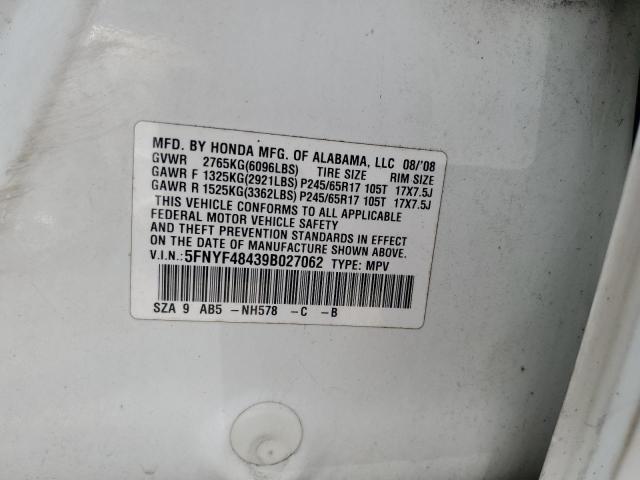 MFD. BY HONDA MFG. OF ALABAMA, LLC 08/'08
GVWR 2765KG(6096LBS) TIRE SIZE RIM SIZE
GAWR F 1325KG(2921LBS) P245/65R17 105T 17X7.5J
GAWR R 1525KG(3362LBS) P245/65R17 105T 17X7.5J
THIS VEHICLE CONFORMS TO ALL APPLICABLE
FEDERAL MOTOR VEHICLE SAFETY
AND THEFT PREVENTION STANDARDS IN EFFECT
ON THE DATE OF MANUFACTURE SHOWN ABOVE.
V.I.N.: 5FNYF48439B027062 TYPE: MPV
SZA 9 AB5 -NH578 -C -B